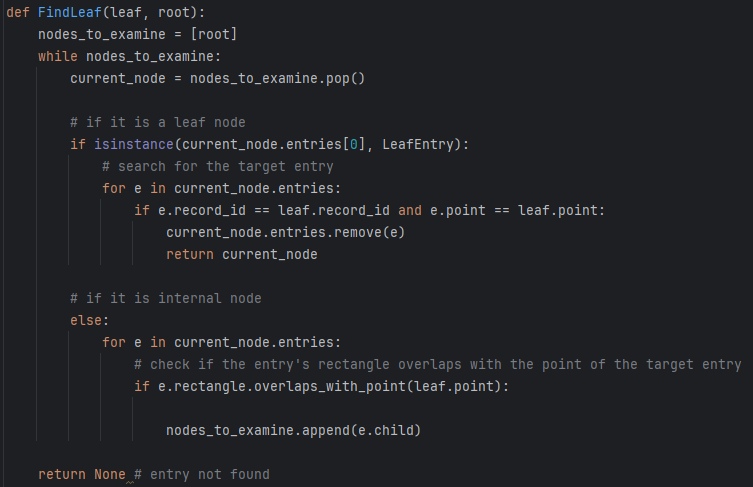 def FindLeaf(leaf, root):
    nodes_to_examine = [root]
    while nodes_to_examine:
        current_node = nodes_to_examine.pop()
        # if it is a leaf node
        if isinstance(current_node.entries[0], LeafEntry):
            # search for the target entry
            for e in current_node.entries:
                if e.record_id == leaf.record_id and e.point == leaf.point:
                    current_node.entries.remove(e)
                    return current_node
        # if it is internal node
        else:
            for e in current_node.entries:
                # check if the entry's rectangle overlaps with the point of the target entry
                if e.rectangle.overlaps_with_point(leaf.point):
                    nodes_to_examine.append(e.child)
    return None # entry not found